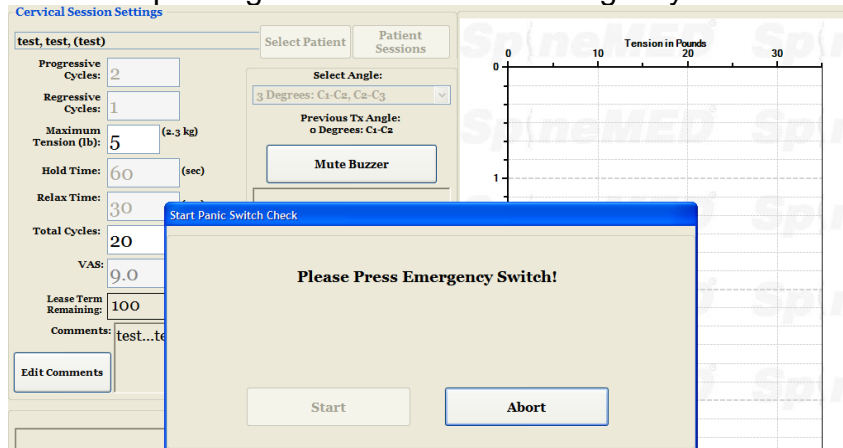 Cervical Session Settings
test, test, (test)
Select Patient
Patient
Sessions
Progressive
Cycles:
2
Regressive
Cycles:
1
Maximum
Tension (lb):
5
(2.3 kg)
Hold Time:
60
(sec)
Relax Time:
30
Total Cycles:
20
VAS:
9.0
Lease Term
Remaining:
100
Comments:
test...te
Edit Comments
Select Angle:
3 Degrees: C1-C2, C2-C3
Previous Tx Angle:
0 Degrees: C1-C2
Mute Buzzer
Start Panic Switch Check
Please Press Emergency Switch!
Start
Abort
Tension in Pounds
0 10 20 30
0
1
SpineMED